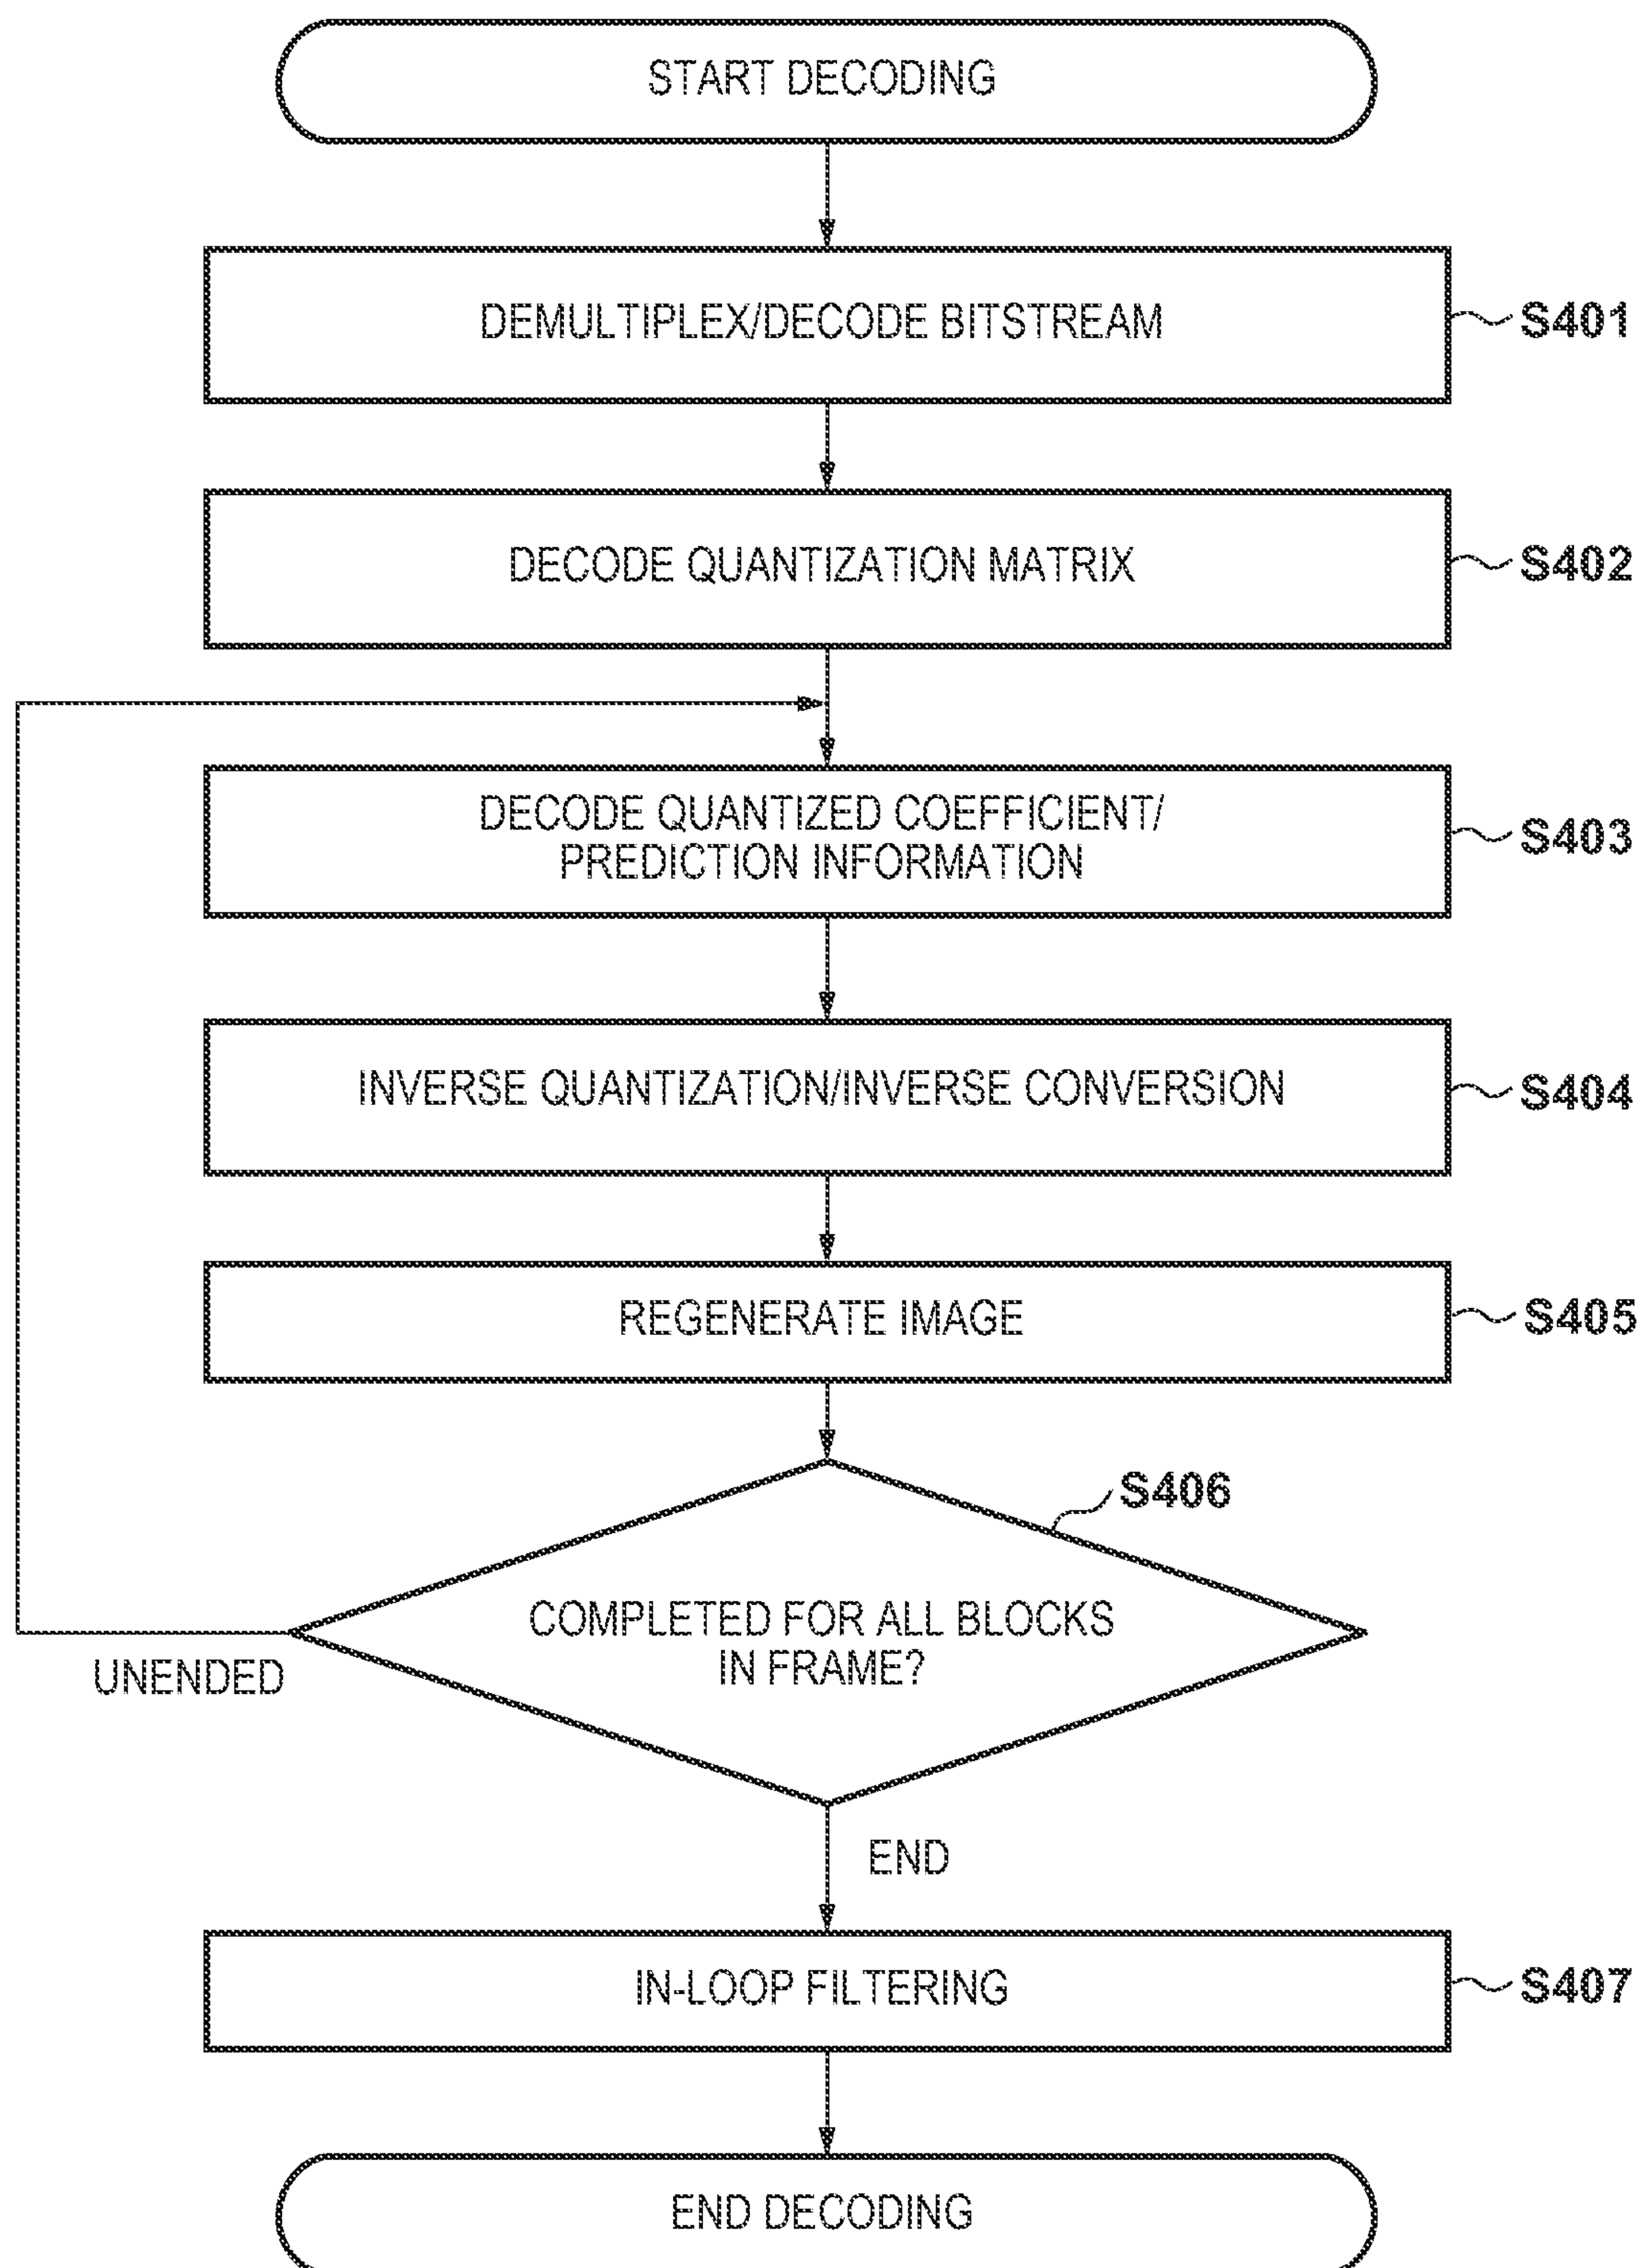 START DECODING
DEMULTIPLEX/DECODE BITSTREAM
S401
DECODE QUANTIZATION MATRIX
S402
DECODE QUANTIZED COEFFICIENT/
PREDICTION INFORMATION
S403
INVERSE QUANTIZATION/INVERSE CONVERSION
S404
REGENERATE IMAGE
S405
S406
COMPLETED FOR ALL BLOCKS
IN FRAME?
UNENDED
END
IN-LOOP FILTERING
S407
END DECODING